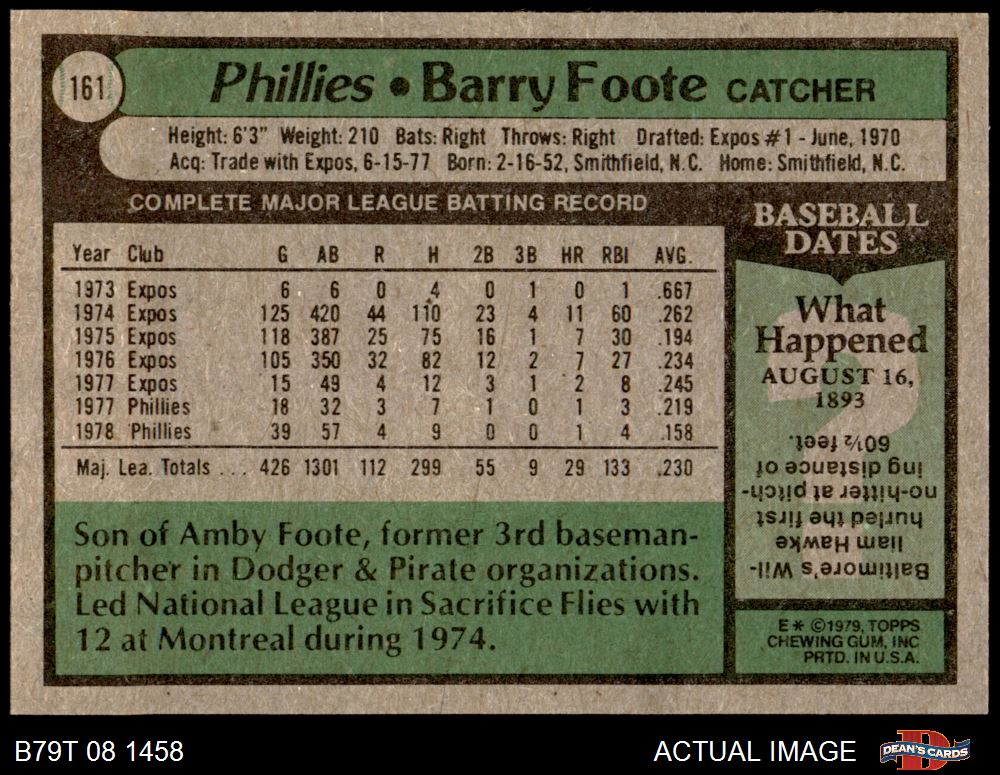 161
Phillies • Barry Foote CATCHER
Height: 6'3" Weight: 210 Bats: Right Throws: Right Drafted: Expos #1 - June, 1970
Acq: Trade with Expos, 6-15-77 Born: 2-16-52, Smithfield, N.C. Home: Smithfield, N.C.
COMPLETE MAJOR LEAGUE BATTING RECORD
Year Club G AB R H 2B 3B HR RBI AVG.
1973 Expos 6 6 0 4 0 1 0 1 .667
1974 Expos 125 420 44 110 23 4 11 60 .262
1975 Expos 118 387 25 75 16 1 7 30 .194
1976 Expos 105 350 32 82 12 2 7 27 .234
1977 Expos 15 49 4 12 3 1 2 8 .245
1977 Phillies 18 32 3 7 1 0 1 3 .219
1978 Phillies 39 57 4 9 0 0 1 4 .158
Maj. Lea. Totals ... 426 1301 112 299 55 9 29 133 .230
Son of Amby Foote, former 3rd baseman-
pitcher in Dodger & Pirate organizations.
Led National League in Sacrifice Flies with
12 at Montreal during 1974.
BASEBALL
DATES
What
Happened
AUGUST 16,
1893
Baltimore's Wil-
liam Hawke
hurled the first
no-hitter at pitch-
ing distance of
60½ feet.
E* ©1979, TOPPS
CHEWING GUM, INC
PRTD. IN U.S.A.
B79T 08 1458
ACTUAL IMAGE
DEAN'S CARDS